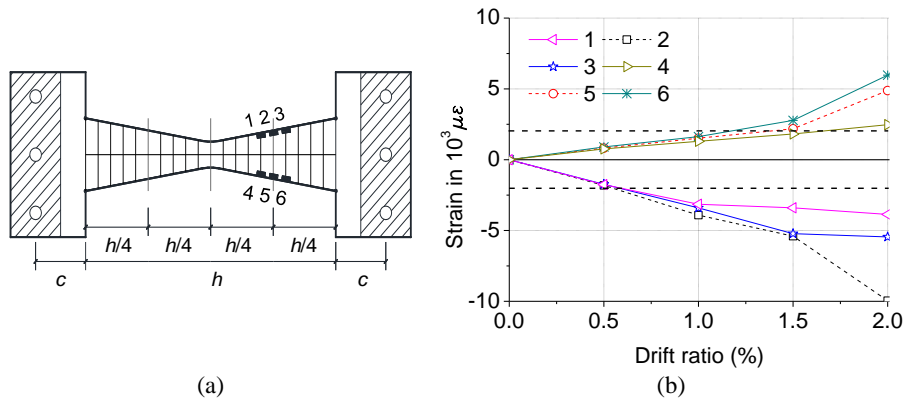 1 2 3
4 5 6
h/4 h/4 h/4 h/4
c h c
(a)
10
5
0
-5
-10
Strain in 10³με
1 2
3 4
5 6
0.0 0.5 1.0 1.5 2.0
Drift ratio (%)
(b)